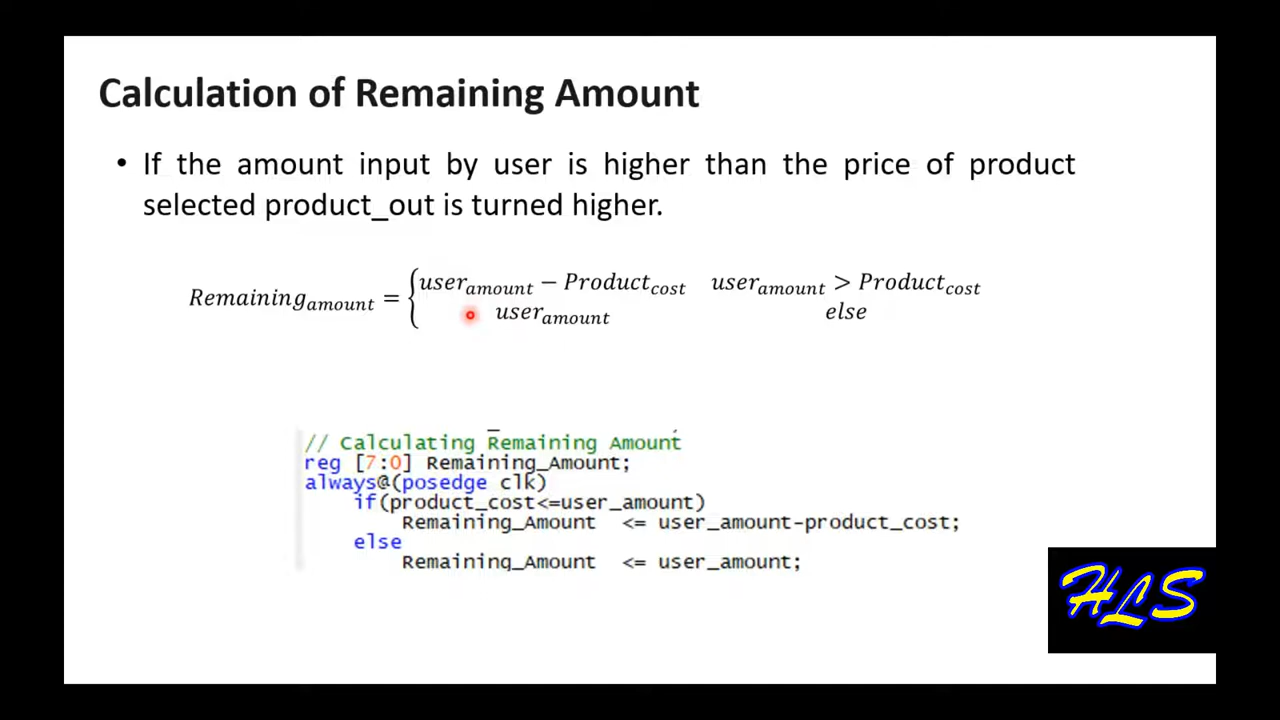 Calculation of Remaining Amount
• If the amount input by user is higher than the price of product
selected product_out is turned higher.
Remaining_amount = { user_amount − Product_cost user_amount > Product_cost
user_amount else
// Calculating Remaining Amount
reg [7:0] Remaining_Amount;
always@(posedge clk)
if(product_cost<=user_amount)
Remaining_Amount <= user_amount-product_cost;
else
Remaining_Amount <= user_amount;
HLS